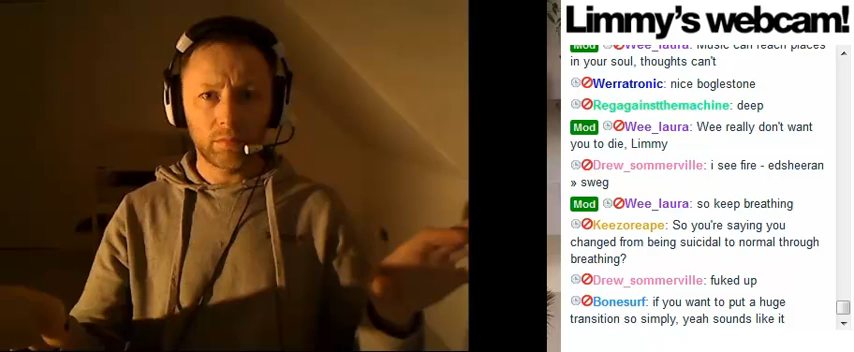 Limmy's webcam!
Mod Wee_laura: Music can reach places
in your soul, thoughts can't
Werratronic: nice boglestone
Regagainstthemachine: deep
Mod Wee_laura: Wee really don't want
you to die, Limmy
Drew_sommerville: i see fire - edsheeran
» sweg
Mod Wee_laura: so keep breathing
Keezoreape: So you're saying you
changed from being suicidal to normal through
breathing?
Drew_sommerville: fuked up
Bonesurf: if you want to put a huge
transition so simply, yeah sounds like it